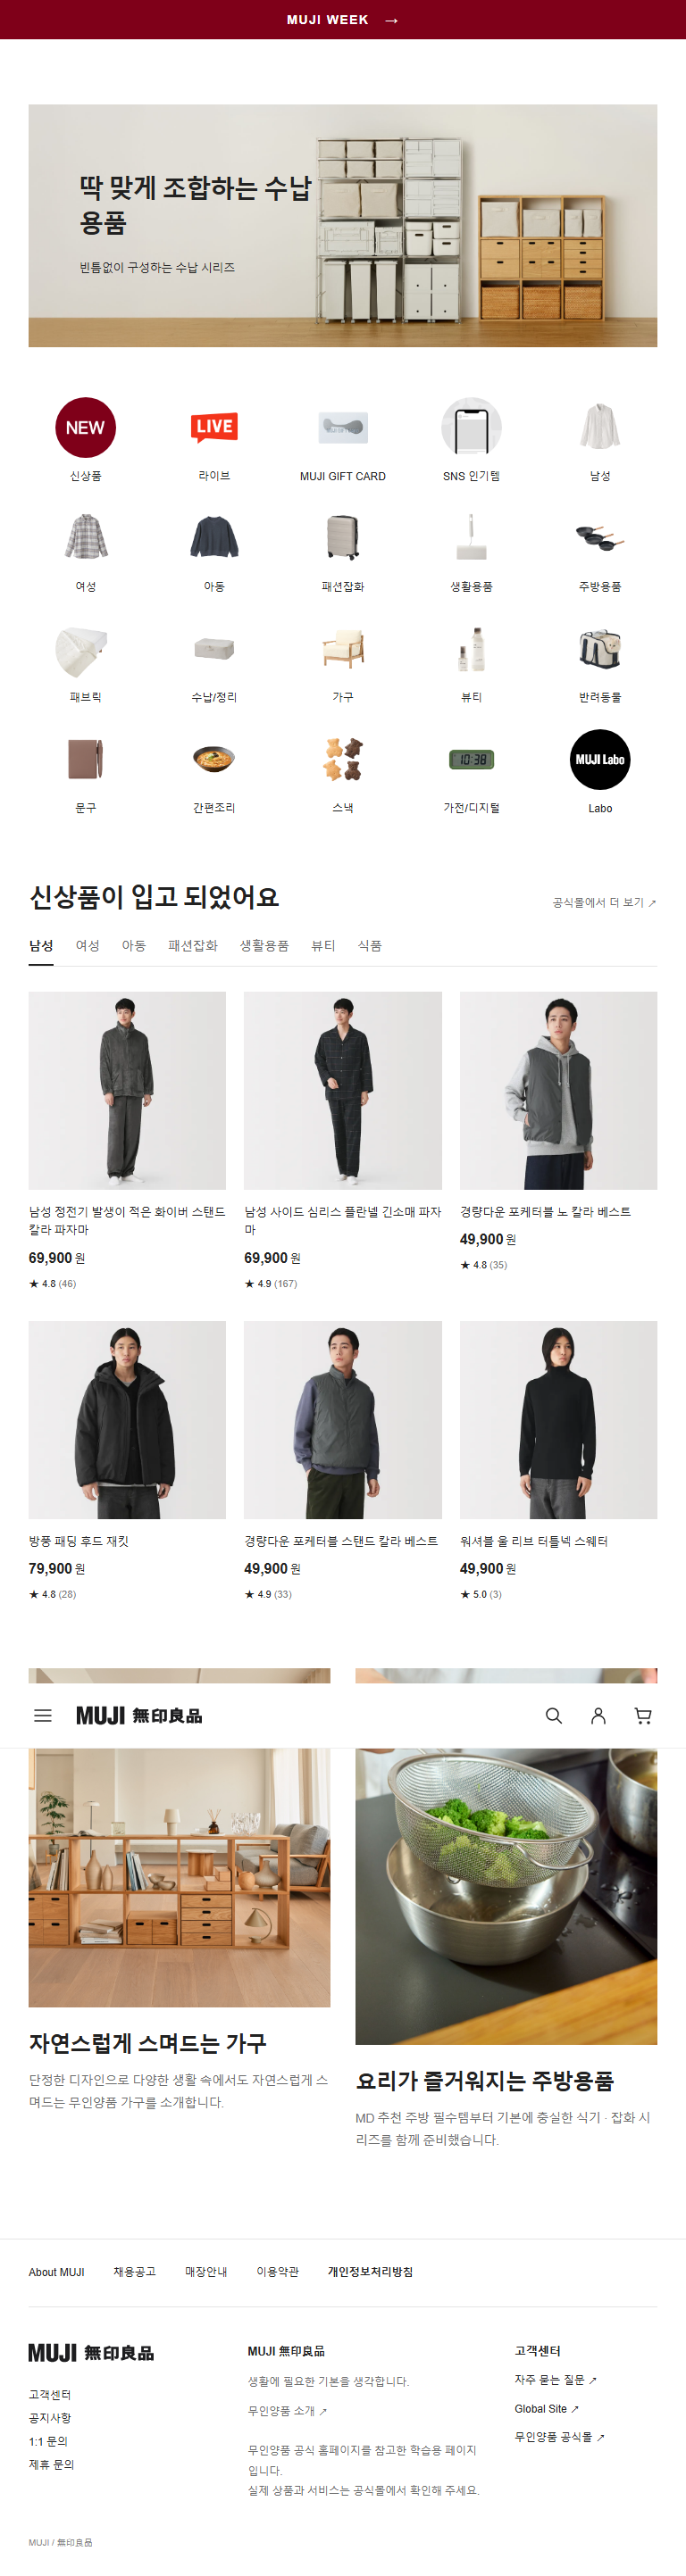 MUJI WEEK →
딱 맞게 조합하는 수납
용품
빈틈없이 구성하는 수납 시리즈
NEW
LIVE
MUJI Labo
신상품
라이브
MUJI GIFT CARD
SNS 인기템
남성
여성
아동
패션잡화
생활용품
주방용품
패브릭
수납/정리
가구
뷰티
반려동물
10:38
문구
간편조리
스낵
가전/디지털
Labo
신상품이 입고 되었어요
공식몰에서 더 보기 ↗
남성 여성 아동 패션잡화 생활용품 뷰티 식품
남성 정전기 발생이 적은 화이버 스탠드
칼라 파자마
69,900 원
★ 4.8 (46)
남성 사이드 심리스 플란넬 긴소매 파자
마
69,900 원
★ 4.9 (167)
경량다운 포케터블 노 칼라 베스트
49,900 원
★ 4.8 (35)
방풍 패딩 후드 재킷
79,900 원
★ 4.8 (28)
경량다운 포케터블 스탠드 칼라 베스트
49,900 원
★ 4.9 (33)
워셔블 울 리브 터틀넥 스웨터
49,900 원
★ 5.0 (3)
MUJI 無印良品
자연스럽게 스며드는 가구
단정한 디자인으로 다양한 생활 속에서도 자연스럽게 스
며드는 무인양품 가구를 소개합니다.
요리가 즐거워지는 주방용품
MD 추천 주방 필수템부터 기본에 충실한 식기 · 잡화 시
리즈를 함께 준비했습니다.
About MUJI 채용공고 매장안내 이용약관 개인정보처리방침
MUJI 無印良品
고객센터
공지사항
1:1 문의
제휴 문의
MUJI 無印良品
생활에 필요한 기본을 생각합니다.
무인양품 소개 ↗
무인양품 공식 홈페이지를 참고한 학습용 페이지
입니다.
실제 상품과 서비스는 공식몰에서 확인해 주세요.
고객센터
자주 묻는 질문 ↗
Global Site ↗
무인양품 공식몰 ↗
MUJI / 無印良品